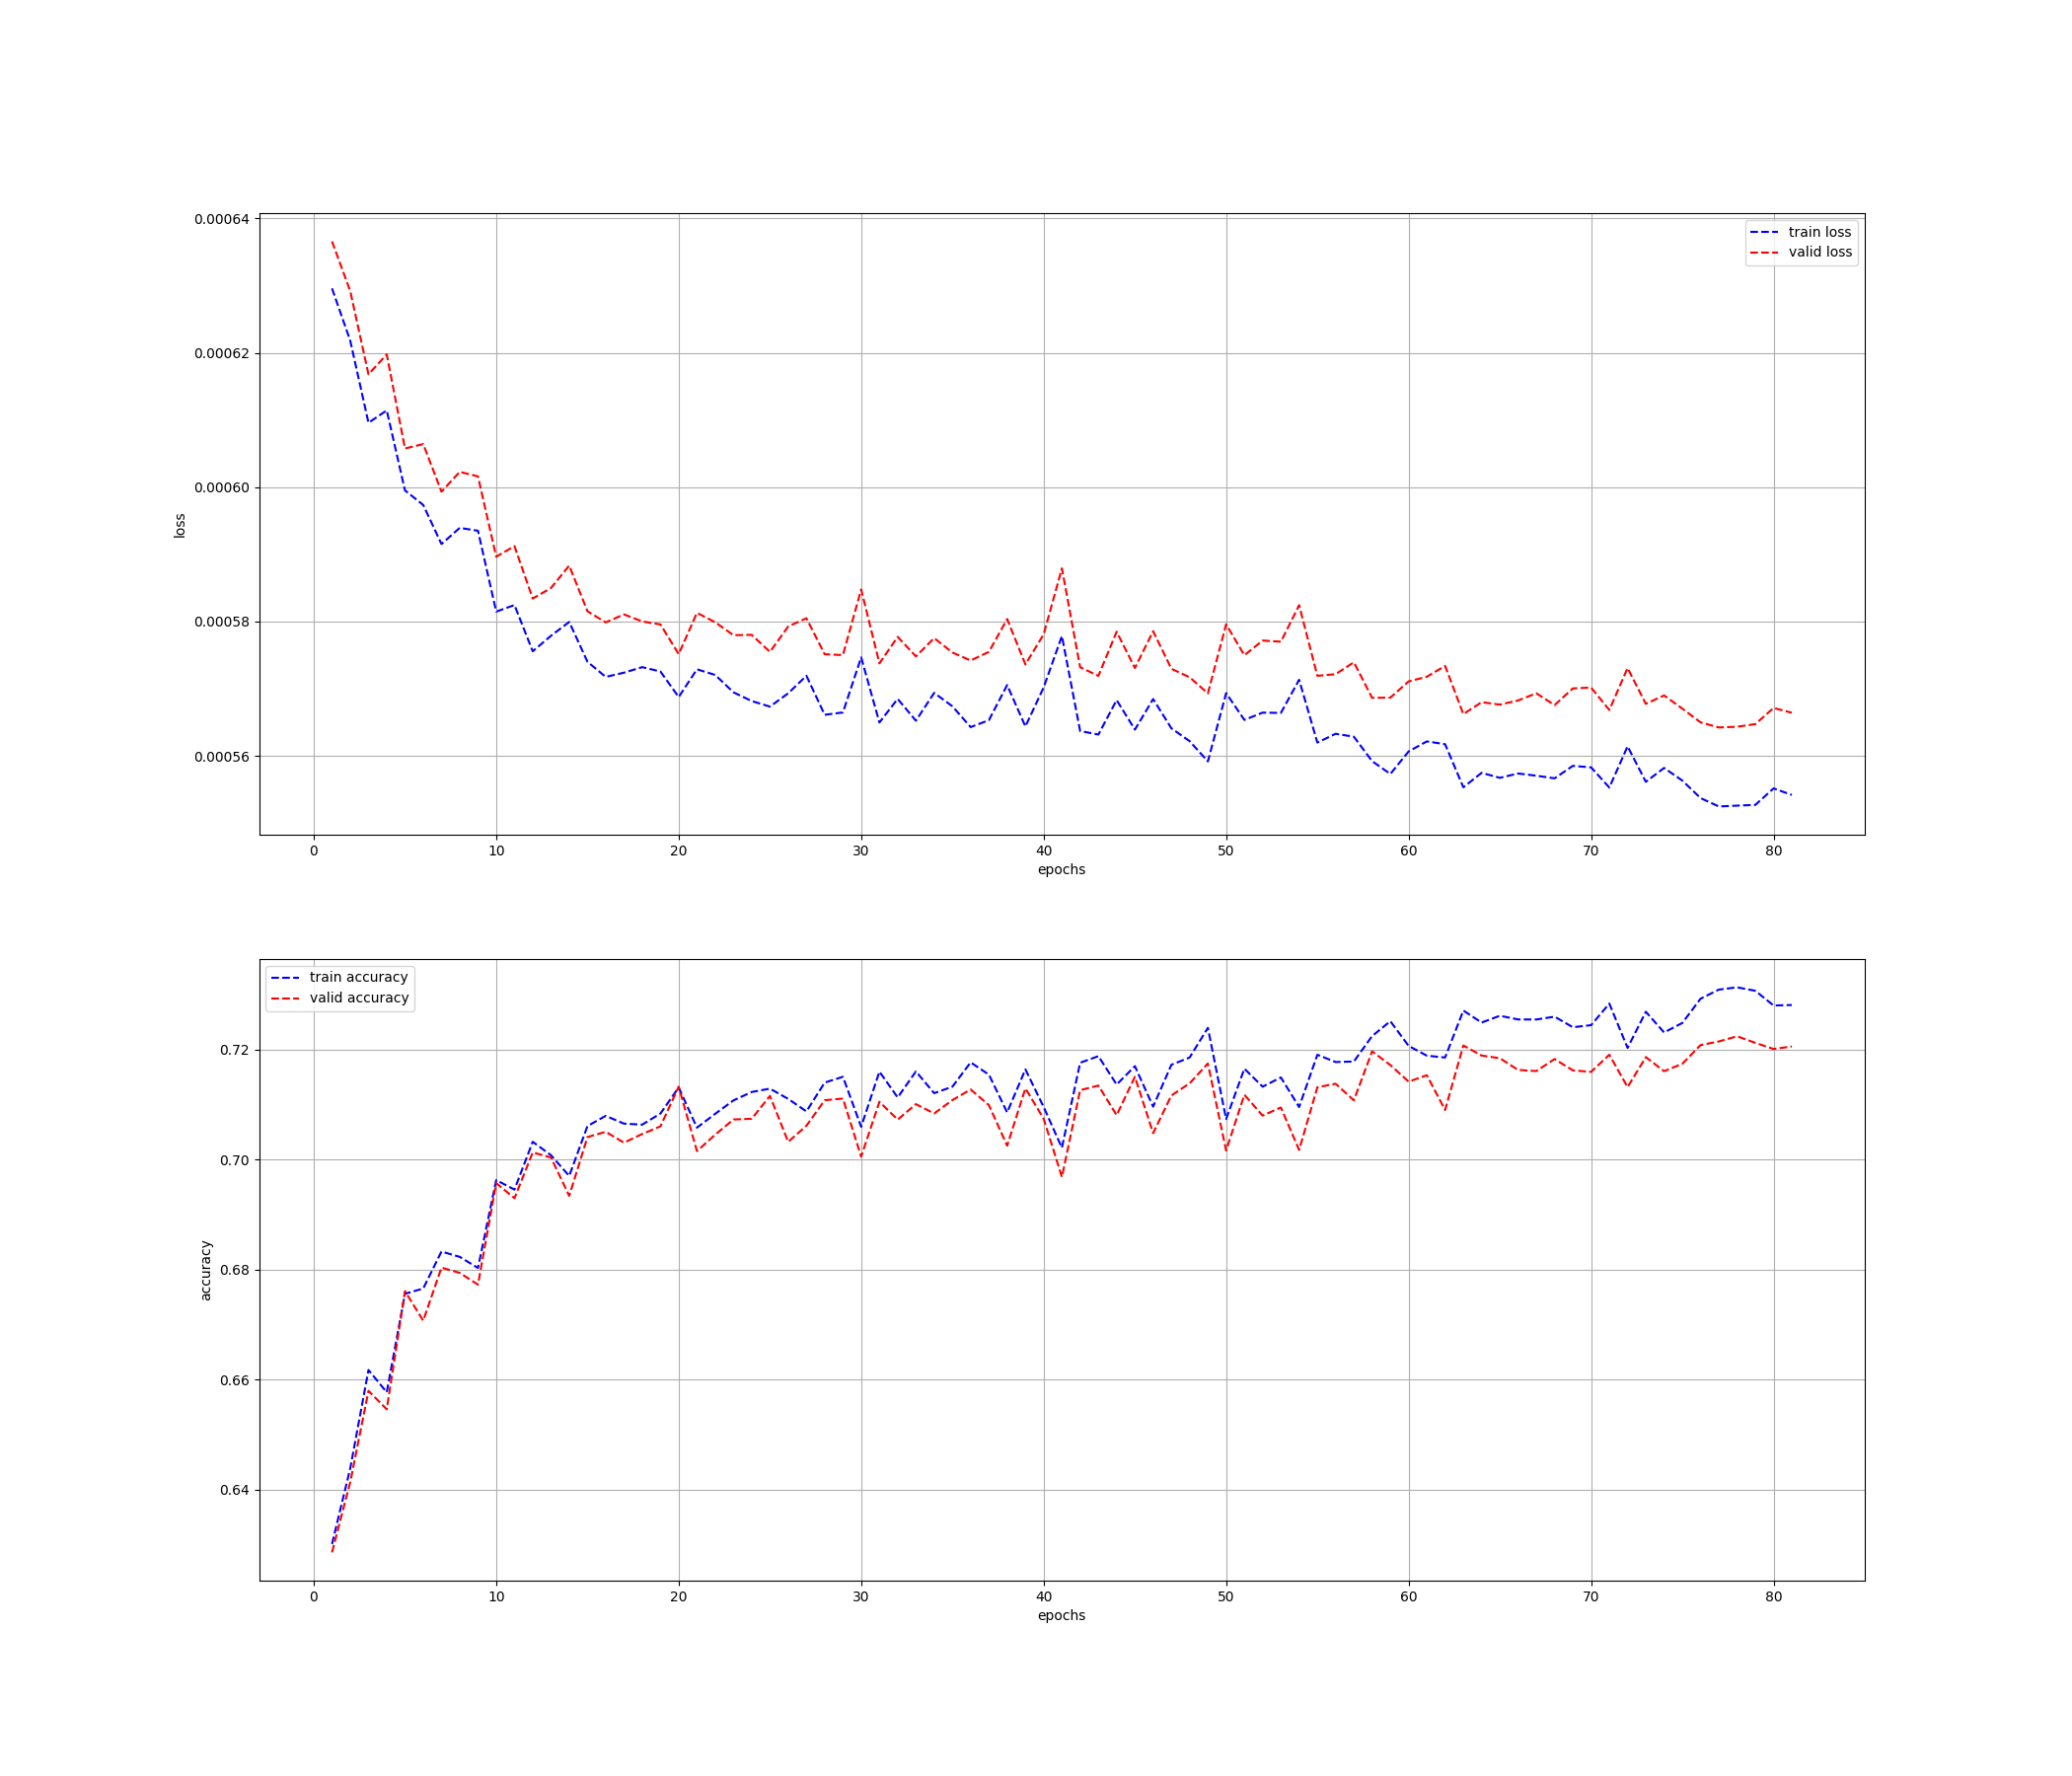 0.00064
0.00062
0.00060
0.00058
0.00056
loss
train loss
valid loss
0 10 20 30 40 50 60 70 80
epochs
train accuracy
valid accuracy
0.72
0.70
0.68
0.66
0.64
accuracy
0 10 20 30 40 50 60 70 80
epochs